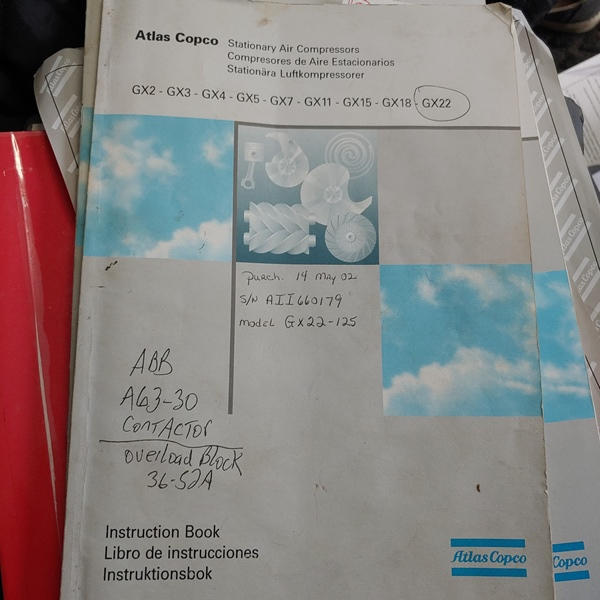 Atlas Copco Stationary Air Compressors
Compresores de Aire Estacionarios
Stationära Luftkompressorer
GX2 - GX3 - GX4 - GX5 - GX7 - GX11 - GX15 - GX18 - GX22
Purch. 14 May 02
S/N AII660179
Model GX22-125
ABB
A63-30
CONTACTOR
overload Block
36-52A
Instruction Book
Libro de instrucciones
Instruktionsbok
Atlas Copco
Copco
Atlas Copco